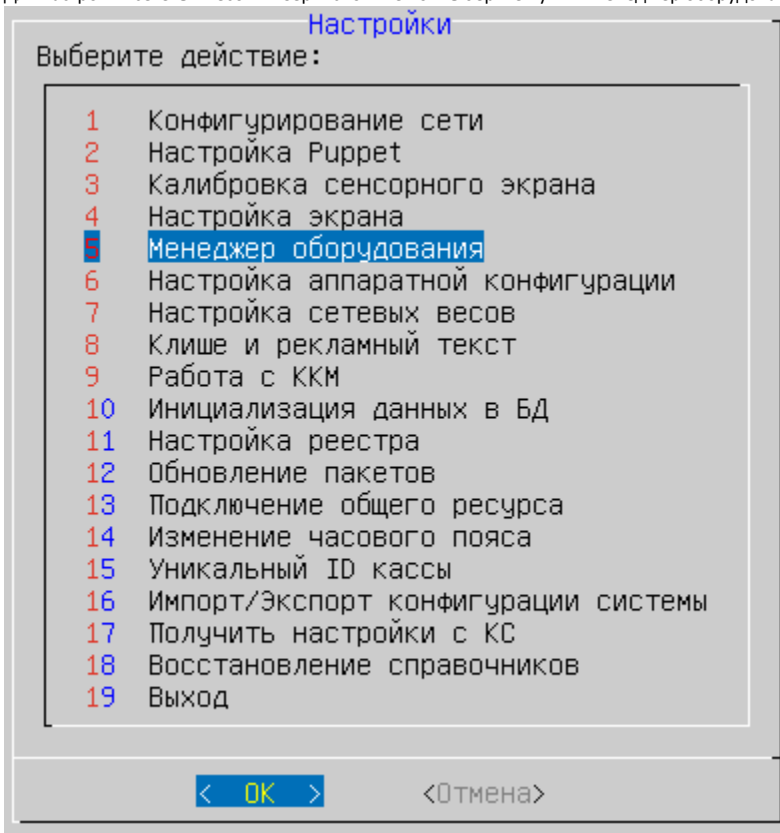 Настройки
Выберите действие:
1 Конфигурирование сети
2 Настройка Puppet
3 Калибровка сенсорного экрана
4 Настройка экрана
5 Менеджер оборудования
6 Настройка аппаратной конфигурации
7 Настройка сетевых весов
8 Клише и рекламный текст
9 Работа с ККМ
10 Инициализация данных в БД
11 Настройка реестра
12 Обновление пакетов
13 Подключение общего ресурса
14 Изменение часового пояса
15 Уникальный ID кассы
16 Импорт/Экспорт конфигурации системы
17 Получить настройки с КС
18 Восстановление справочников
19 Выход
< OK > <Отмена>